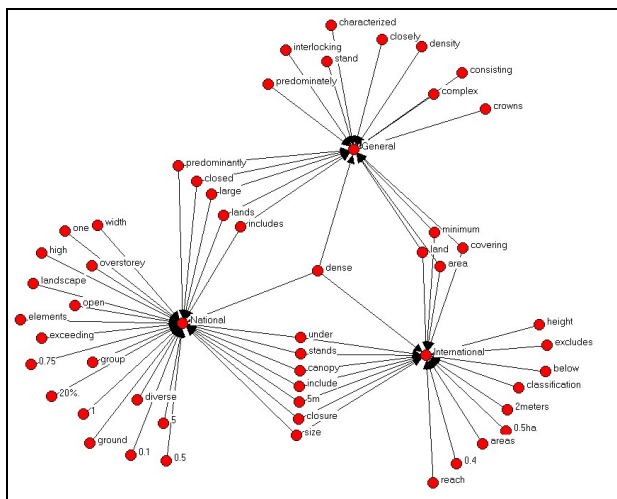 characterized
closely
interlocking
density
stand
consisting
predominately
complex
crowns
General
predominantly
closed
large
lands
includes
minimum
covering
land
area
dense
one
width
high
overstorey
landscape
open
elements
National
exceeding
0.75
group
20%.
1
diverse
5
ground
0.1
0.5
under
stands
canopy
include
5m
closure
size
International
height
excludes
below
classification
2meters
0.5ha
areas
0.4
reach